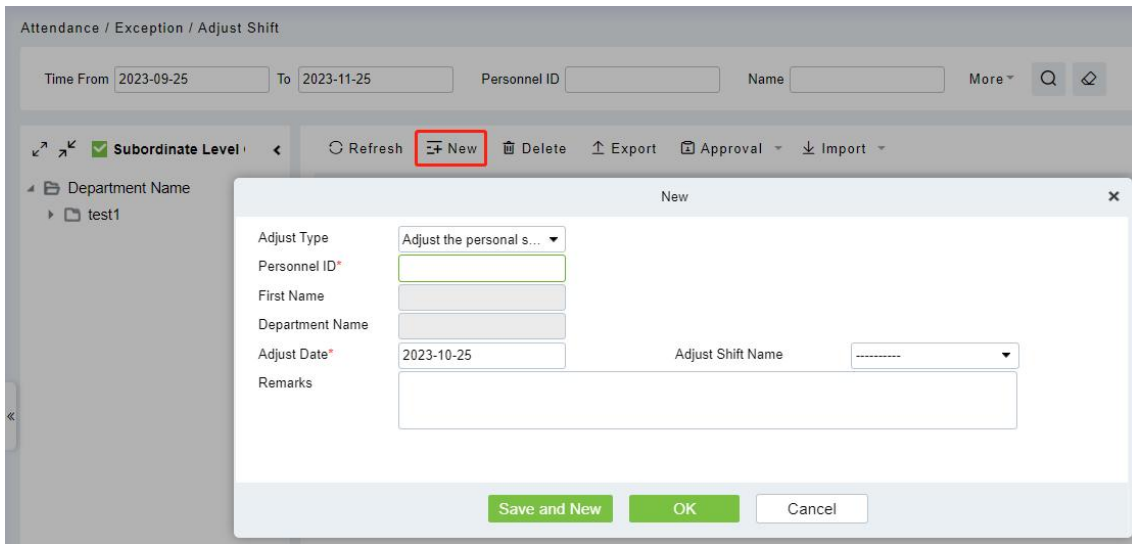 Attendance / Exception / Adjust Shift
Time From 2023-09-25 To 2023-11-25 Personnel ID Name More
Subordinate Level
Refresh New Delete Export Approval Import
Department Name
test1
New
Adjust Type Adjust the personal s...
Personnel ID*
First Name
Department Name
Adjust Date* 2023-10-25 Adjust Shift Name ----------
Remarks
Save and New OK Cancel